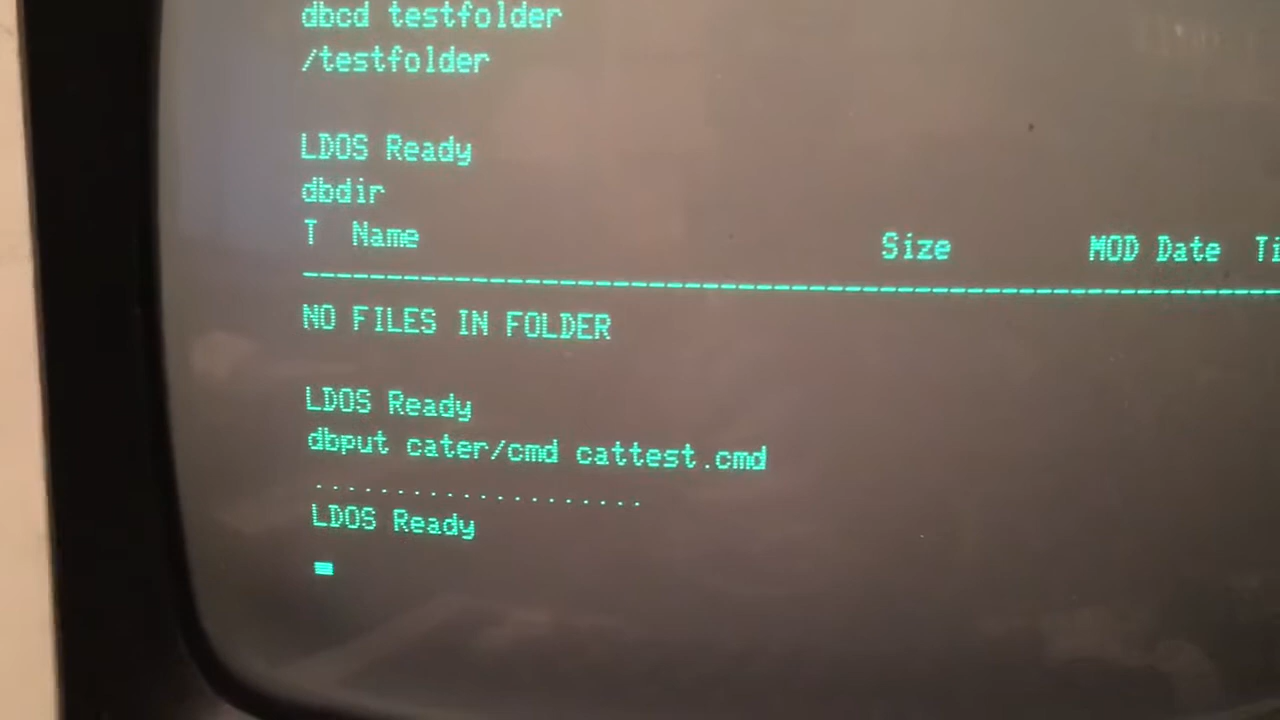 dbcd testfolder
/testfolder
LDOS Ready
dbdir
T Name Size MOD Date
--------------------------------------------------
NO FILES IN FOLDER
LDOS Ready
dbput cater/cmd cattest.cmd
....................
LDOS Ready